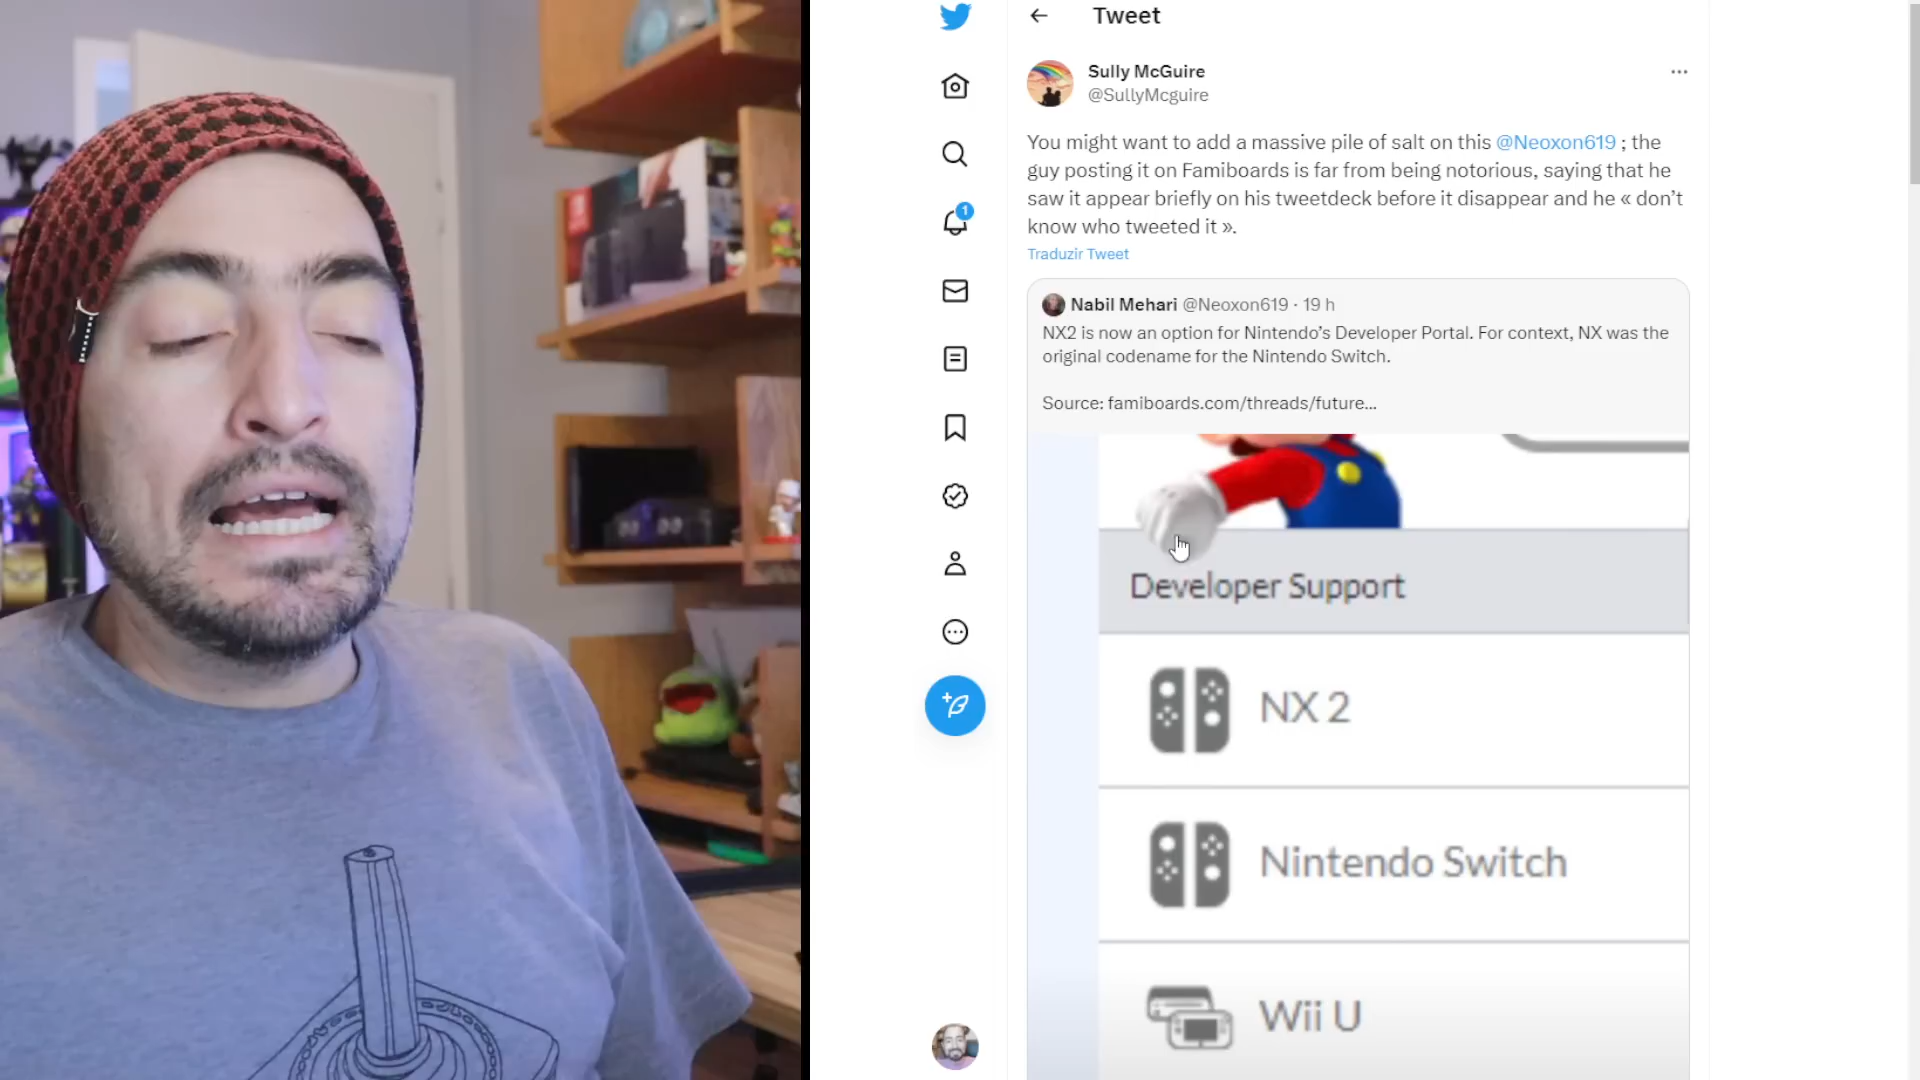 Tweet
Sully McGuire
@SullyMcguire
You might want to add a massive pile of salt on this @Neoxon619 ; the
guy posting it on Famiboards is far from being notorious, saying that he
saw it appear briefly on his tweetdeck before it disappear and he « don’t
know who tweeted it ».
Traduzir Tweet
Nabil Mehari @Neoxon619 · 19 h
NX2 is now an option for Nintendo’s Developer Portal. For context, NX was the
original codename for the Nintendo Switch.
Source: famiboards.com/threads/future…
1
Developer Support
NX 2
Nintendo Switch
Wii U